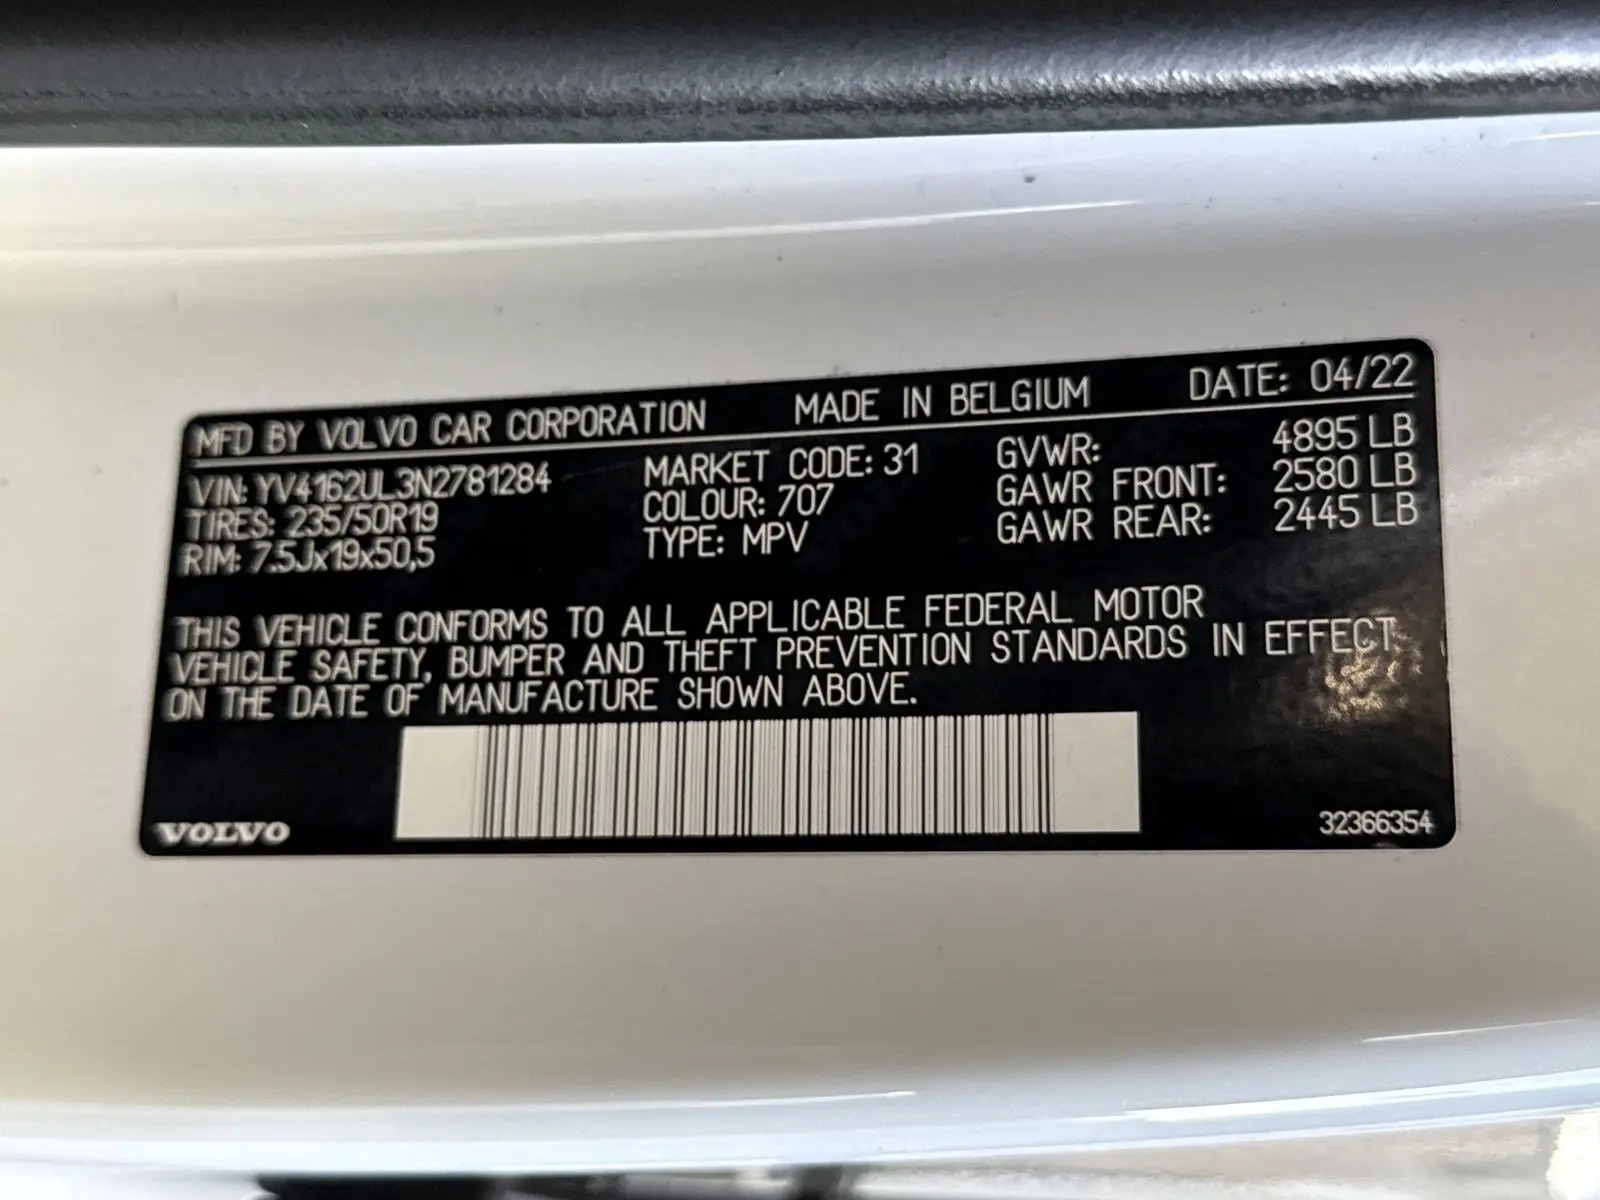 MFD BY VOLVO CAR CORPORATION MADE IN BELGIUM DATE: 04/22
VIN: YV4162UL3N2781284 MARKET CODE: 31 GVWR: 4895 LB
TIRES: 235/50R19 COLOUR: 707 GAWR FRONT: 2580 LB
RIM: 7.5Jx19x50,5 TYPE: MPV GAWR REAR: 2445 LB
THIS VEHICLE CONFORMS TO ALL APPLICABLE FEDERAL MOTOR
VEHICLE SAFETY, BUMPER AND THEFT PREVENTION STANDARDS IN EFFECT
ON THE DATE OF MANUFACTURE SHOWN ABOVE.
VOLVO 32366354